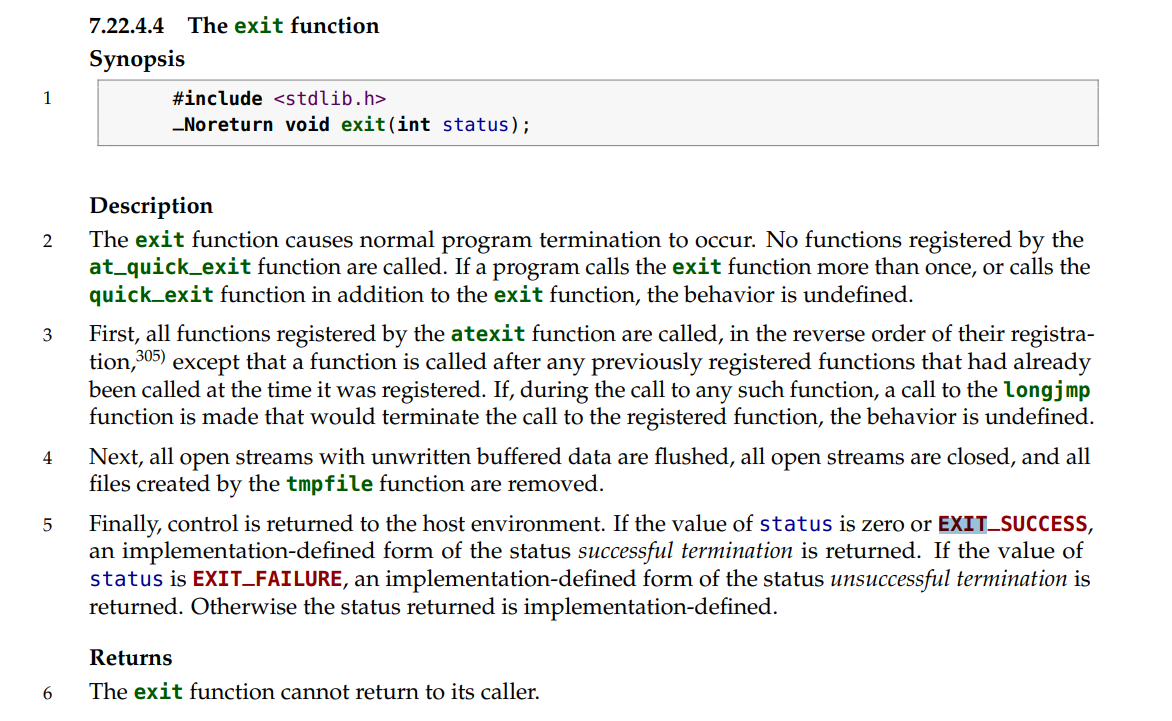 7.22.4.4 The exit function
Synopsis
1 #include <stdlib.h>
_Noreturn void exit(int status);
Description
2 The exit function causes normal program termination to occur. No functions registered by the
at_quick_exit function are called. If a program calls the exit function more than once, or calls the
quick_exit function in addition to the exit function, the behavior is undefined.
3 First, all functions registered by the atexit function are called, in the reverse order of their registra-
tion,305) except that a function is called after any previously registered functions that had already
been called at the time it was registered. If, during the call to any such function, a call to the longjmp
function is made that would terminate the call to the registered function, the behavior is undefined.
4 Next, all open streams with unwritten buffered data are flushed, all open streams are closed, and all
files created by the tmpfile function are removed.
5 Finally, control is returned to the host environment. If the value of status is zero or EXIT_SUCCESS,
an implementation-defined form of the status successful termination is returned. If the value of
status is EXIT_FAILURE, an implementation-defined form of the status unsuccessful termination is
returned. Otherwise the status returned is implementation-defined.
Returns
6 The exit function cannot return to its caller.